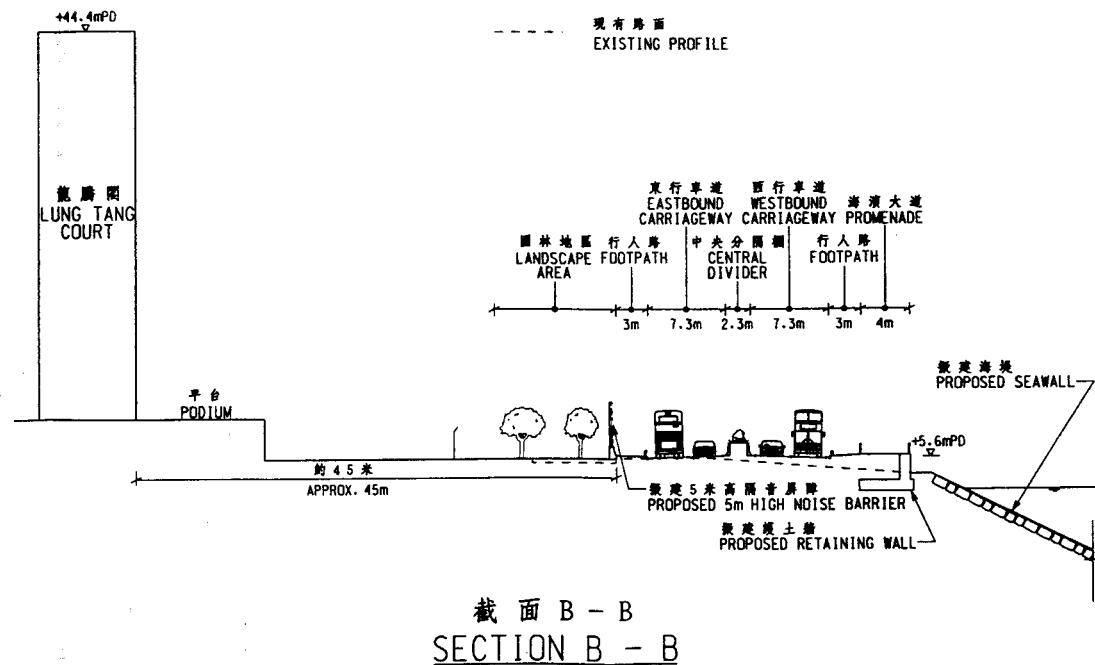 +44.4mPD
現有路面
EXISTING PROFILE
龍騰閣
LUNG TANG
COURT
東行車道
EASTBOUND
CARRIAGEWAY
西行車道
WESTBOUND
CARRIAGEWAY
海濱大道
PROMENADE
園林地區
LANDSCAPE
AREA
行人路
FOOTPATH
中央分隔欄
CENTRAL
DIVIDER
行人路
FOOTPATH
3m
7.3m
2.3m
7.3m
3m
4m
擬建海堤
PROPOSED SEAWALL
平台
PODIUM
+5.6mPD
約45米
APPROX. 45m
擬建5米高隔音屏障
PROPOSED 5m HIGH NOISE BARRIER
擬建護土牆
PROPOSED RETAINING WALL
截面 B - B
SECTION B - B